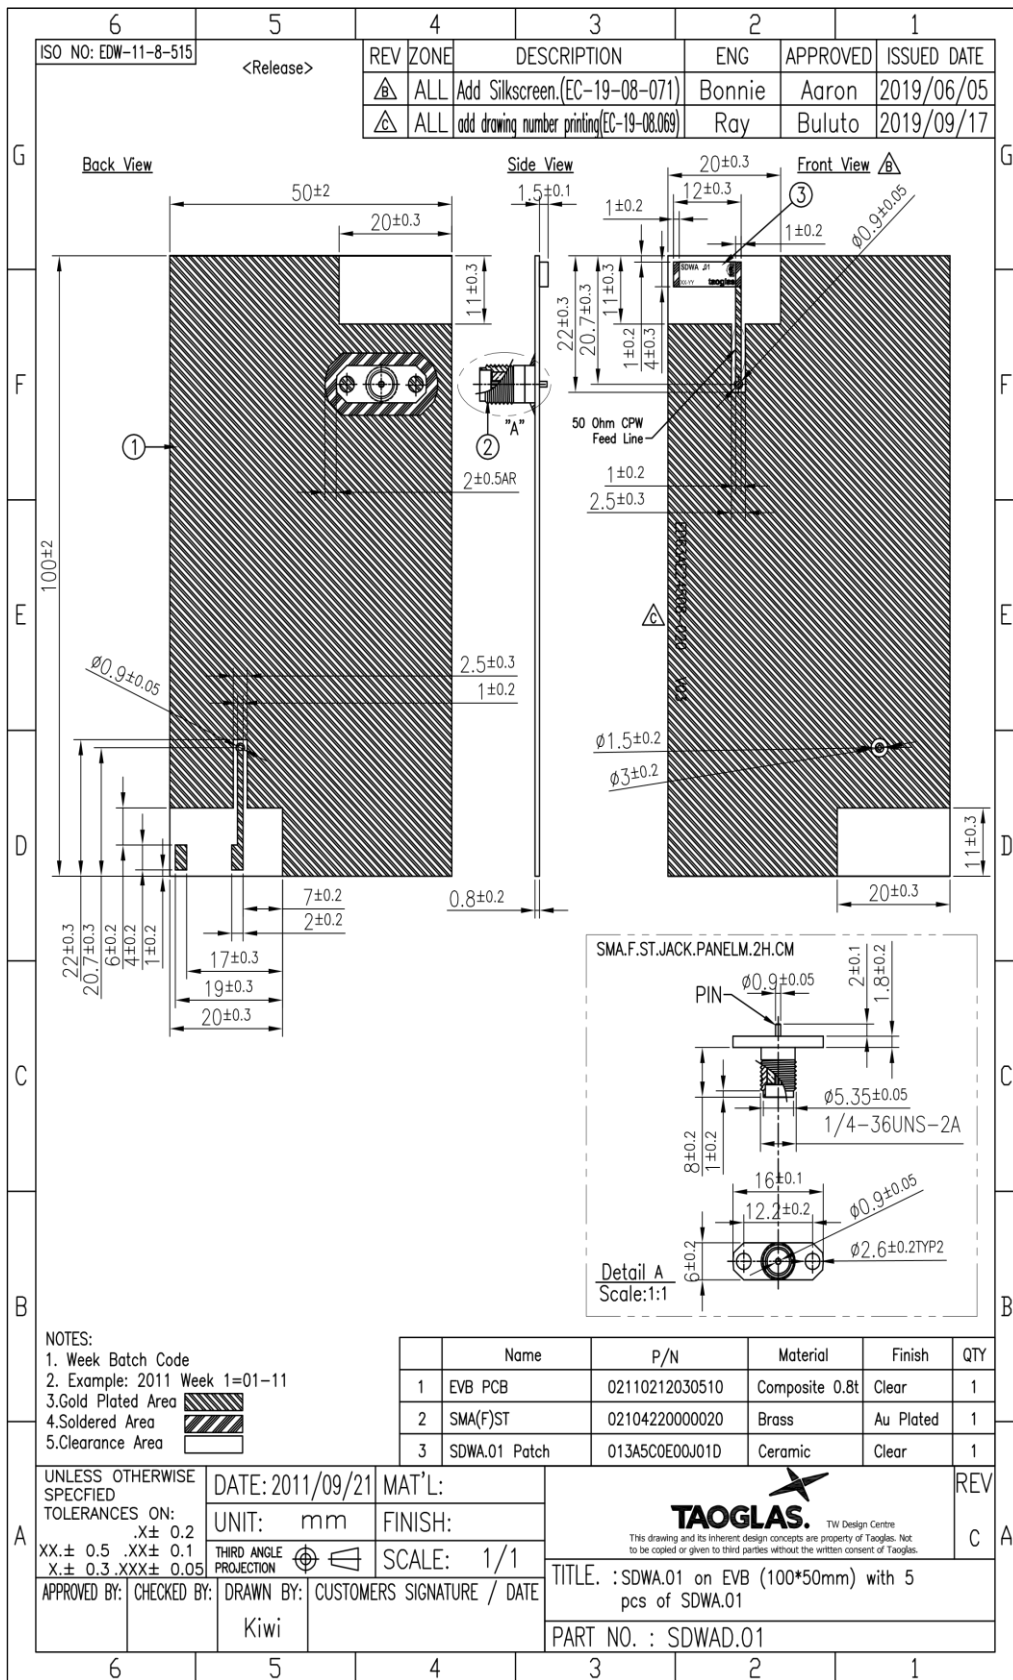 6 5 4 3 2 1
ISO NO: EDW-11-8-515
<Release>
REV ZONE DESCRIPTION ENG APPROVED ISSUED DATE
B ALL Add Silkscreen.(EC-19-08-071) Bonnie Aaron 2019/06/05
C ALL add drawing number printing(EC-19-08.069) Ray Buluto 2019/09/17
G G
Back View
Side View
Front View B
50±2
20±0.3
1.5±0.1
20±0.3
12±0.3
3
1±0.2
1±0.2
ø0.9±0.05
11±0.3
22±0.3
20.7±0.3
11±0.3
1±0.2
4±0.3
SDWA .01
XX-YY taoglas
F F
1
2
"A"
50 Ohm CPW
Feed Line
2±0.5AR
1±0.2
2.5±0.3
100±2
E E
C
V01
2.5±0.3
1±0.2
ø0.9±0.05
ø1.5±0.2
ø3±0.2
D D
11±0.3
20±0.3
0.8±0.2
7±0.2
2±0.2
22±0.3
20.7±0.3
6±0.2
4±0.2
1±0.2
17±0.3
19±0.3
20±0.3
SMA.F.ST.JACK.PANELM.2H.CM
PIN
ø0.9±0.05
2±0.1
1.8±0.2
C C
ø5.35±0.05
1/4-36UNS-2A
8±0.2
1±0.2
16±0.1
12.2±0.2
ø0.9±0.05
ø2.6±0.2TYP2
6±0.2
Detail A
Scale:1:1
B B
NOTES:
1. Week Batch Code
2. Example: 2011 Week 1=01-11
3.Gold Plated Area
4.Soldered Area
5.Clearance Area
Name P/N Material Finish QTY
1 EVB PCB 02110212030510 Composite 0.8t Clear 1
2 SMA(F)ST 02104220000020 Brass Au Plated 1
3 SDWA.01 Patch 013A5C0E00J01D Ceramic Clear 1
A A
UNLESS OTHERWISE
SPECFIED
TOLERANCES ON:
.X± 0.2
XX.± 0.5 .XX± 0.1
X.± 0.3 .XXX± 0.05
DATE: 2011/09/21
UNIT: mm
THIRD ANGLE
PROJECTION
MAT'L:
FINISH:
SCALE: 1/1
TAOGLAS.
TW Design Centre
This drawing and its inherent design concepts are property of Taoglas. Not
to be copied or given to third parties without the written consent of Taoglas.
REV
C
APPROVED BY: CHECKED BY: DRAWN BY: CUSTOMERS SIGNATURE / DATE
Kiwi
TITLE. : SDWA.01 on EVB (100*50mm) with 5
pcs of SDWA.01
PART NO. : SDWAD.01
6 5 4 3 2 1